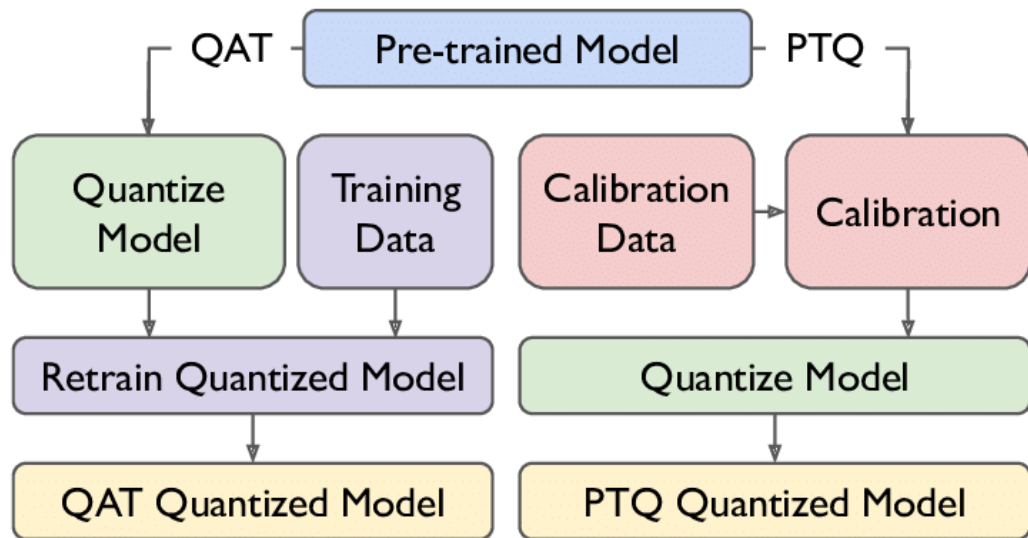 QAT
Pre-trained Model
PTQ
Quantize
Model
Training
Data
Calibration
Data
Calibration
Retrain Quantized Model
Quantize Model
QAT Quantized Model
PTQ Quantized Model